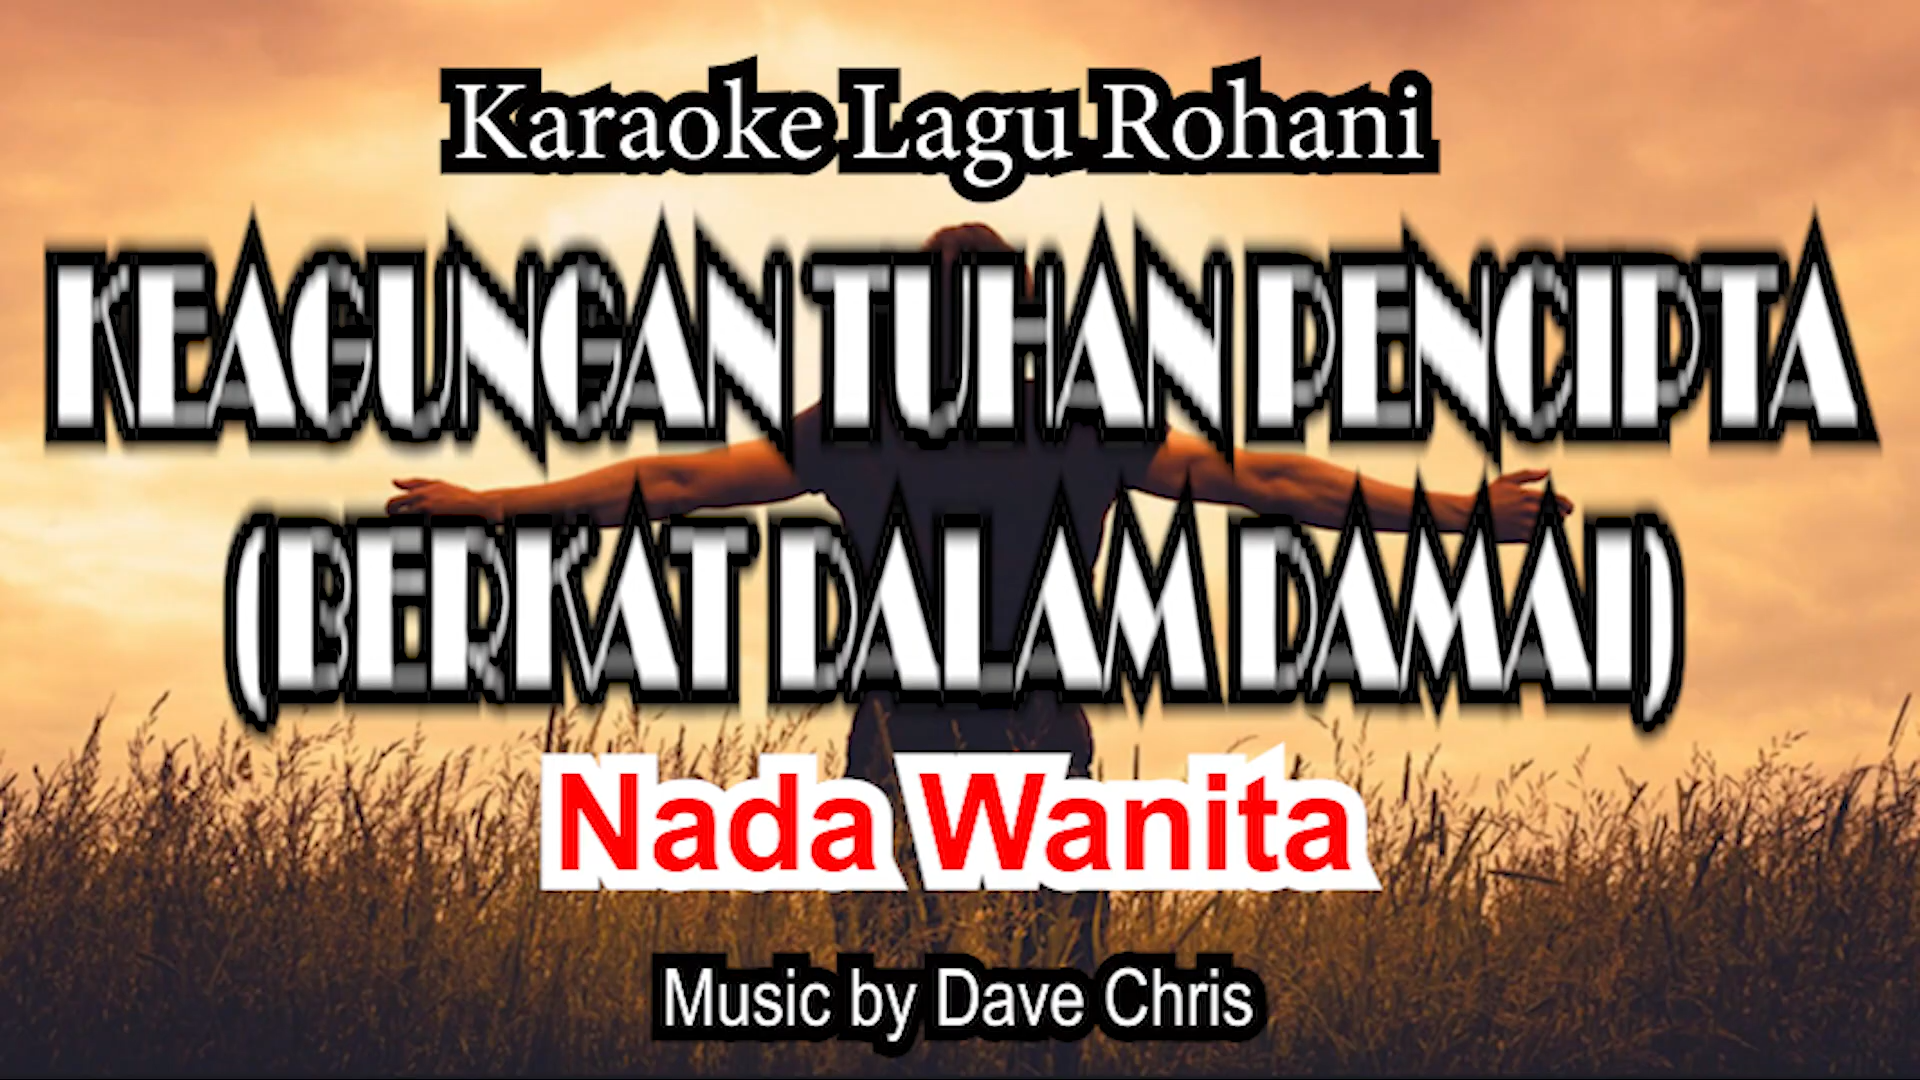 Karaoke Lagu Rohani
KEAGUNGAN TUHAN PENCIPTA
(BERKAT DALAM DAMAI)
Nada Wanita
Music by Dave Chris